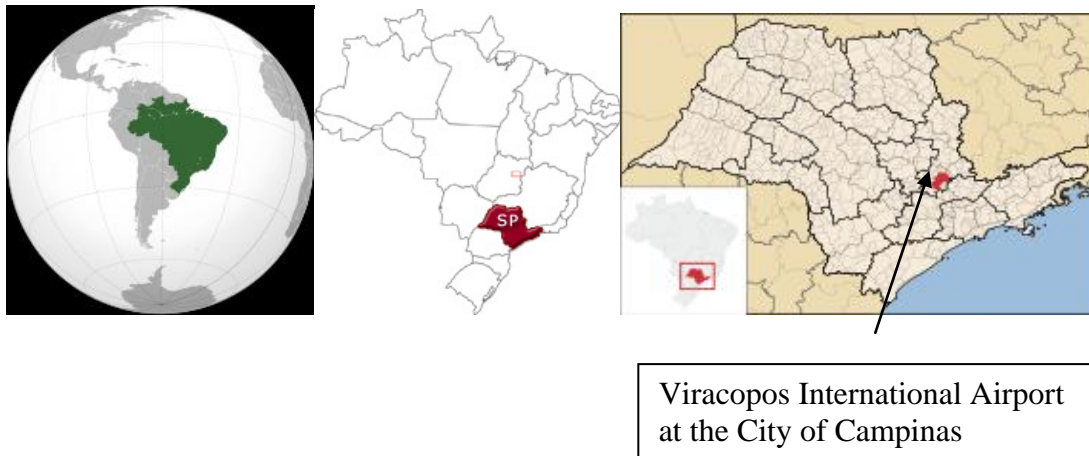 SP
Viracopos International Airport
at the City of Campinas